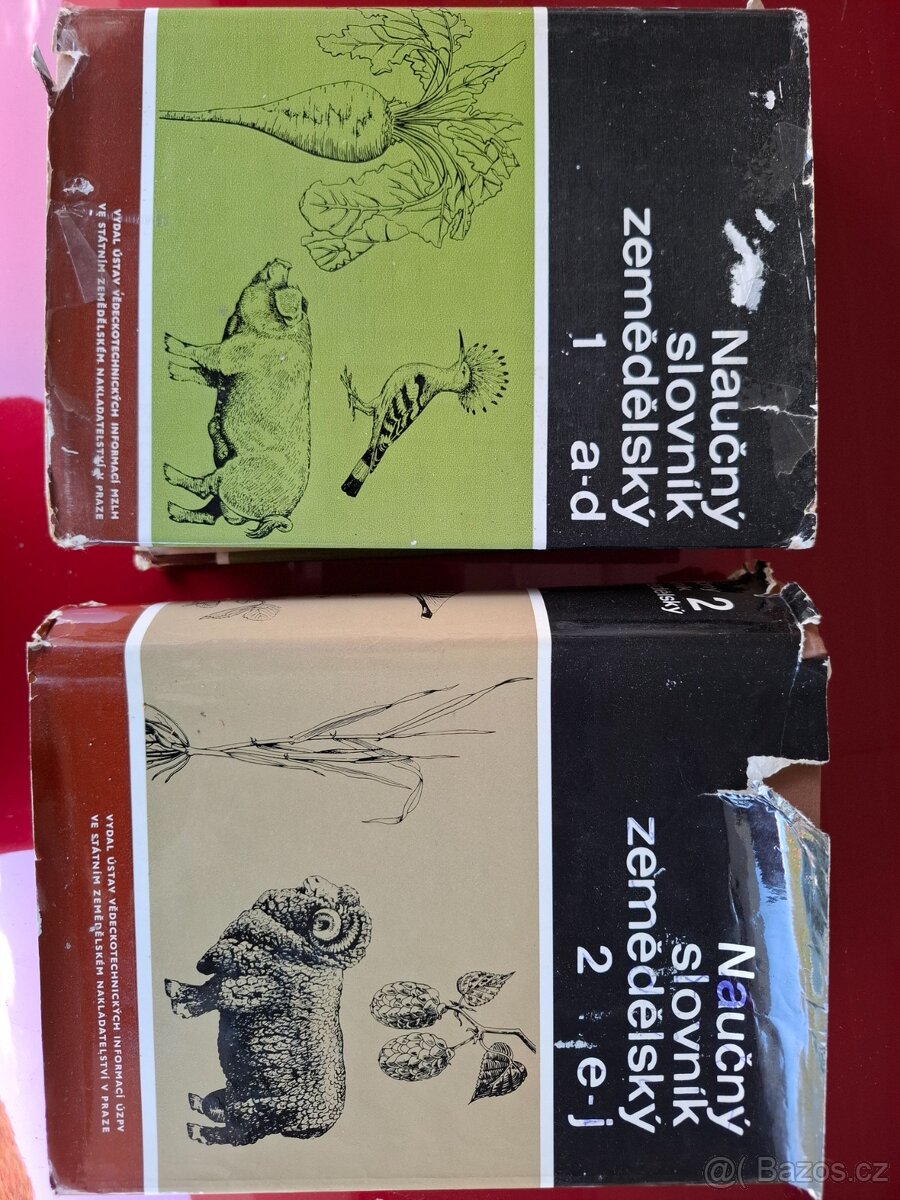 Naučný
slovník
zemědělský
1 a-d
VYDAL ÚSTAV VĚDECKOTECHNICKÝCH INFORMACÍ MZLH
VE STÁTNÍM ZEMĚDĚLSKÉM NAKLADATELSTVÍ V PRAZE
2
Naučný
slovník
zemědělský
2 e-j
VYDAL ÚSTAV VĚDECKOTECHNICKÝCH INFORMACÍ ÚZPV
VE STÁTNÍM ZEMĚDĚLSKÉM NAKLADATELSTVÍ V PRAZE
@( Bazos.cz